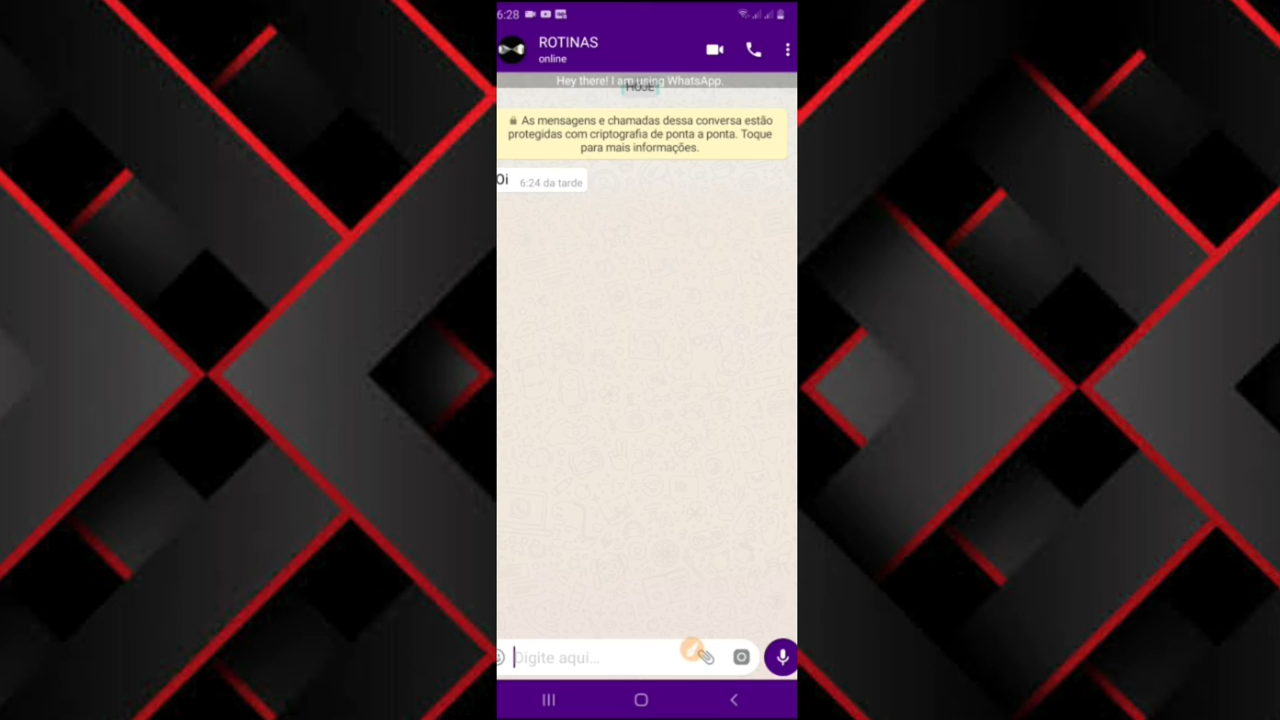 6:28
ROTINAS
online
Hey there! I am using WhatsApp.
HOJE
As mensagens e chamadas dessa conversa estão
protegidas com criptografia de ponta a ponta. Toque
para mais informações.
Oi 6:24 da tarde
Digite aqui...